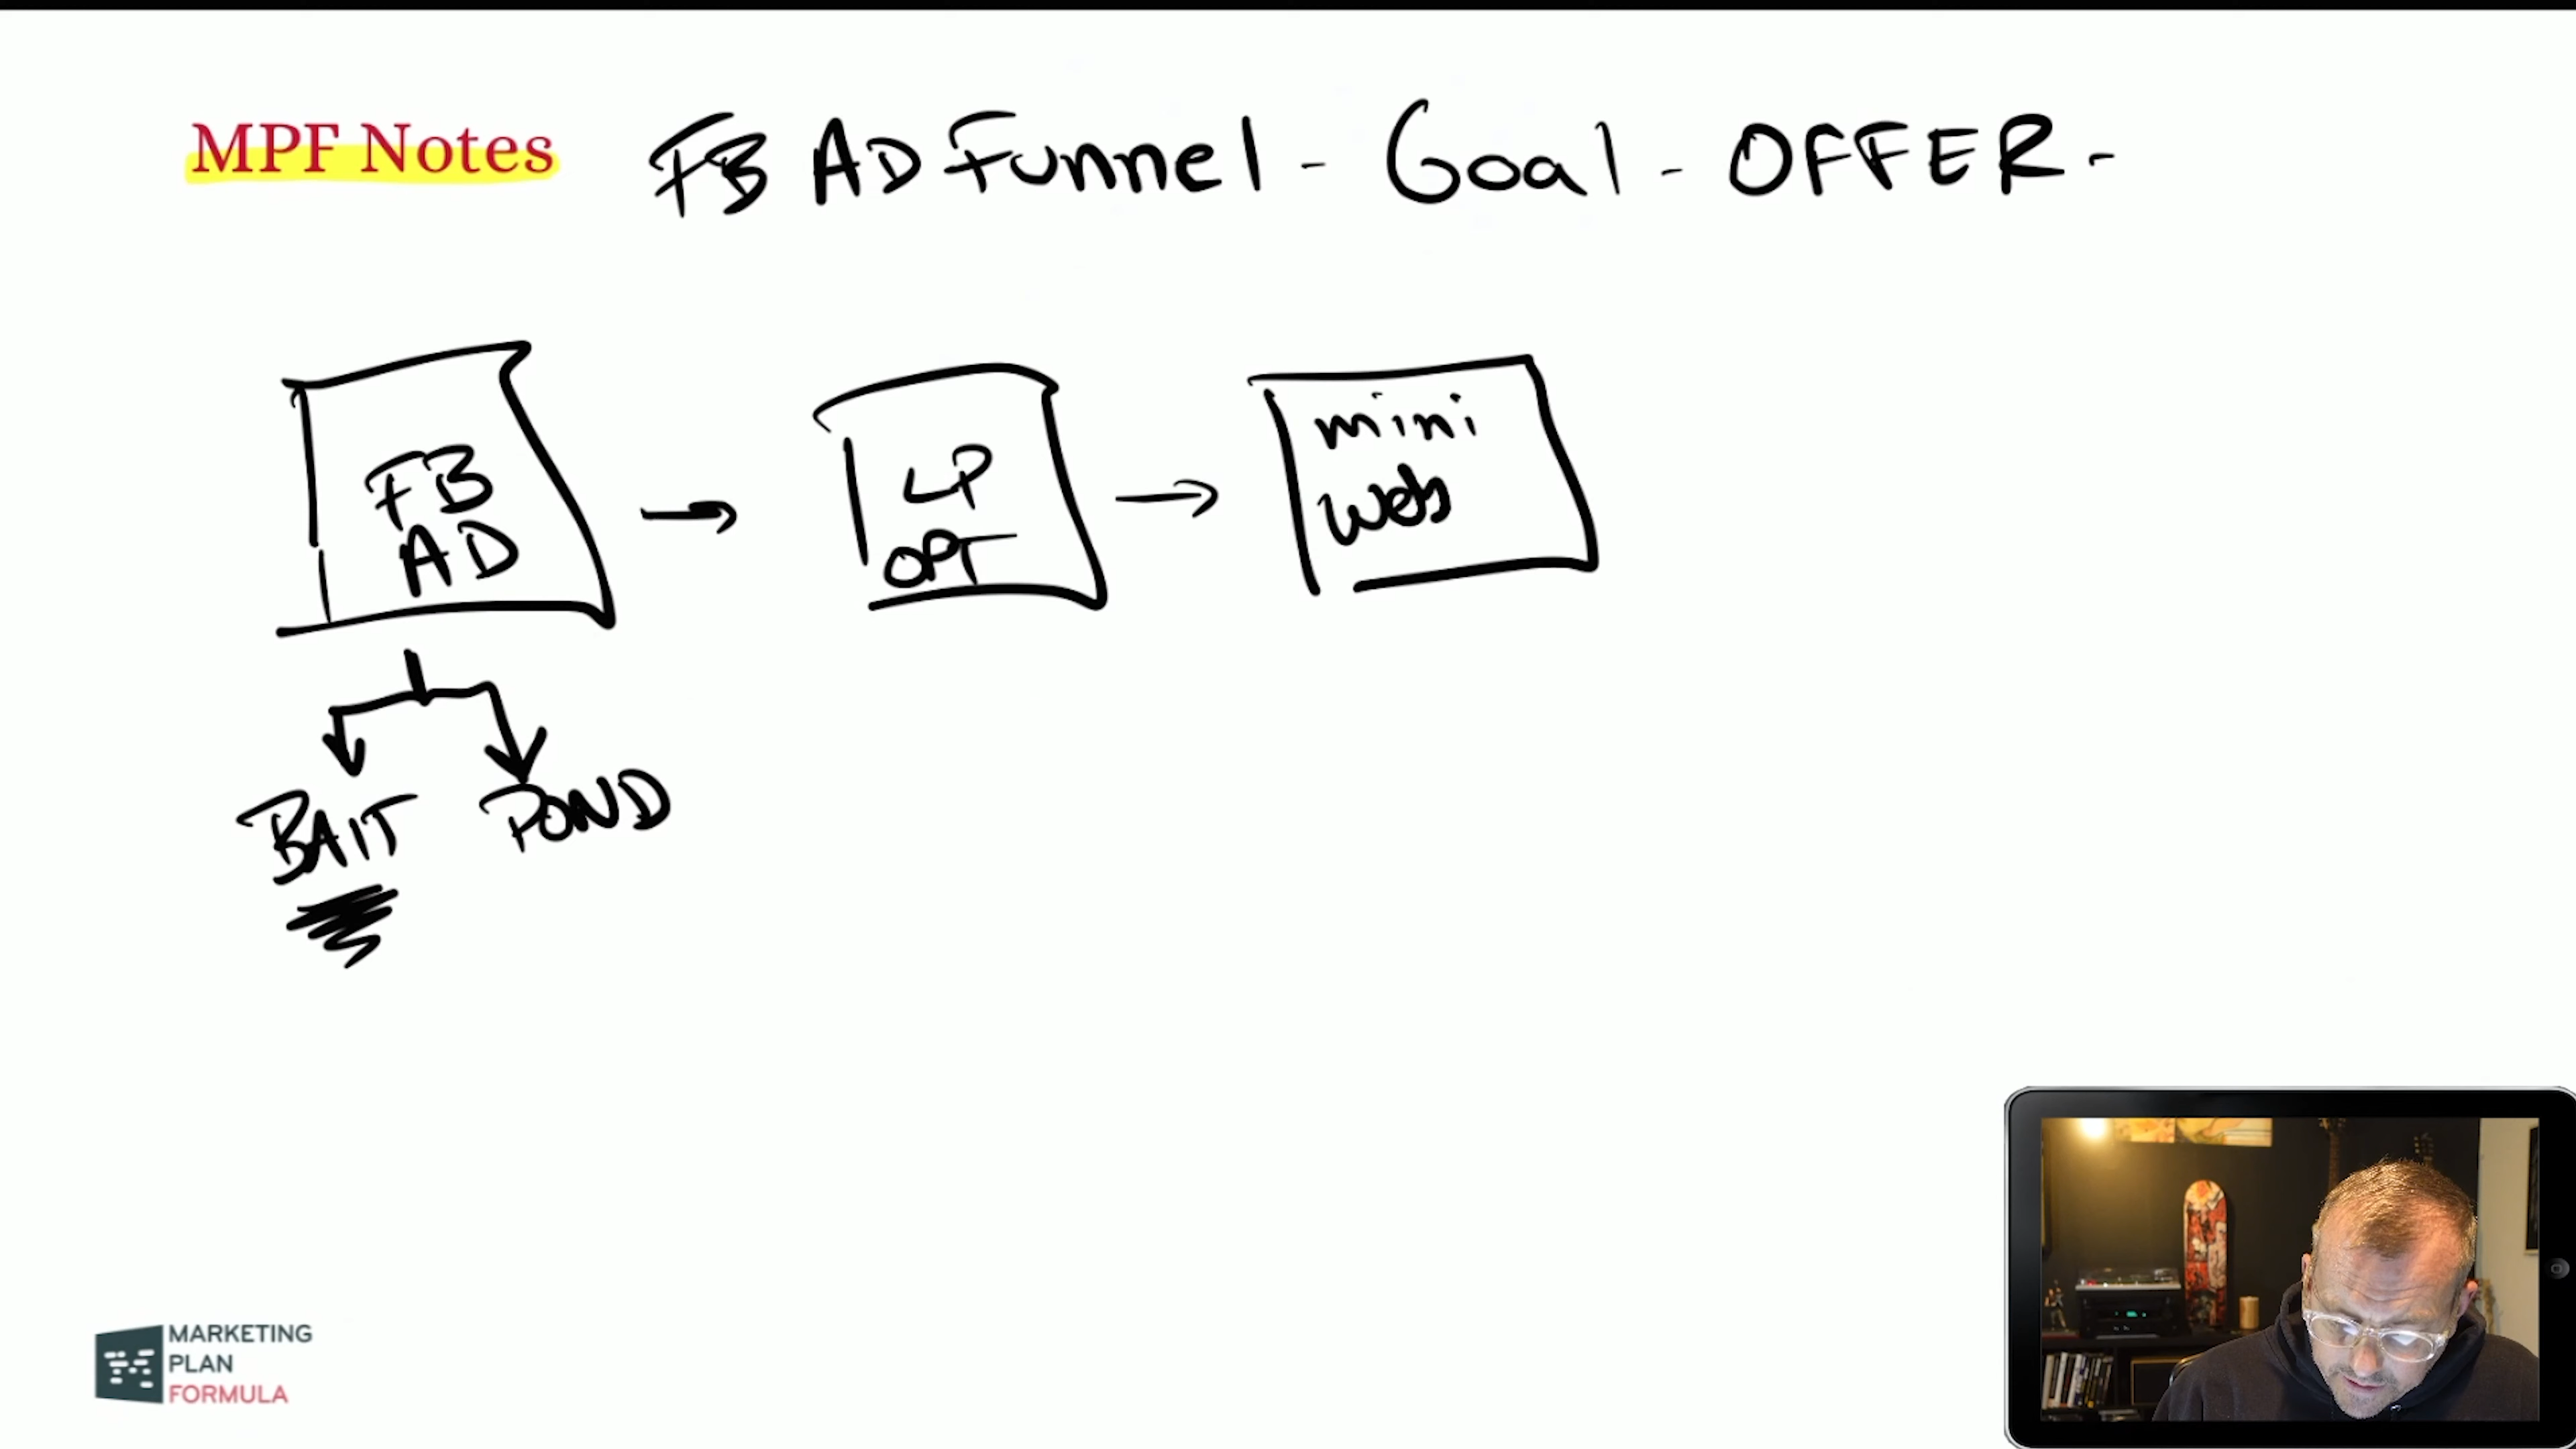 MPF Notes FB AD Funnel - Goal - OFFER -
FB
AD
LP
OPT
mini
web
BAIT POND
MARKETING
PLAN
FORMULA